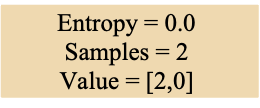 Entropy = 0.0
Samples = 2
Value = [2,0]